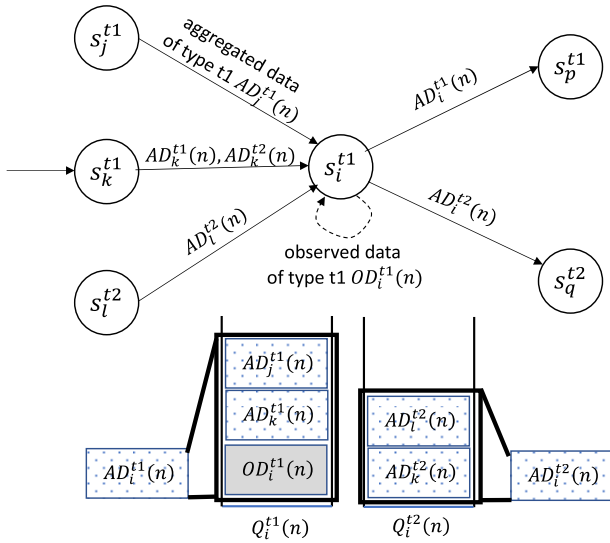 s_j^{t1}
aggregated data
of type t1 AD_j^{t1}(n)
s_p^{t1}
AD_i^{t1}(n)
s_k^{t1}
AD_k^{t1}(n), AD_k^{t2}(n)
s_i^{t1}
AD_l^{t2}(n)
AD_i^{t2}(n)
observed data
of type t1 OD_i^{t1}(n)
s_l^{t2}
s_q^{t2}
AD_j^{t1}(n)
AD_k^{t1}(n)
OD_i^{t1}(n)
AD_i^{t1}(n)
Q_i^{t1}(n)
AD_l^{t2}(n)
AD_k^{t2}(n)
AD_i^{t2}(n)
Q_i^{t2}(n)